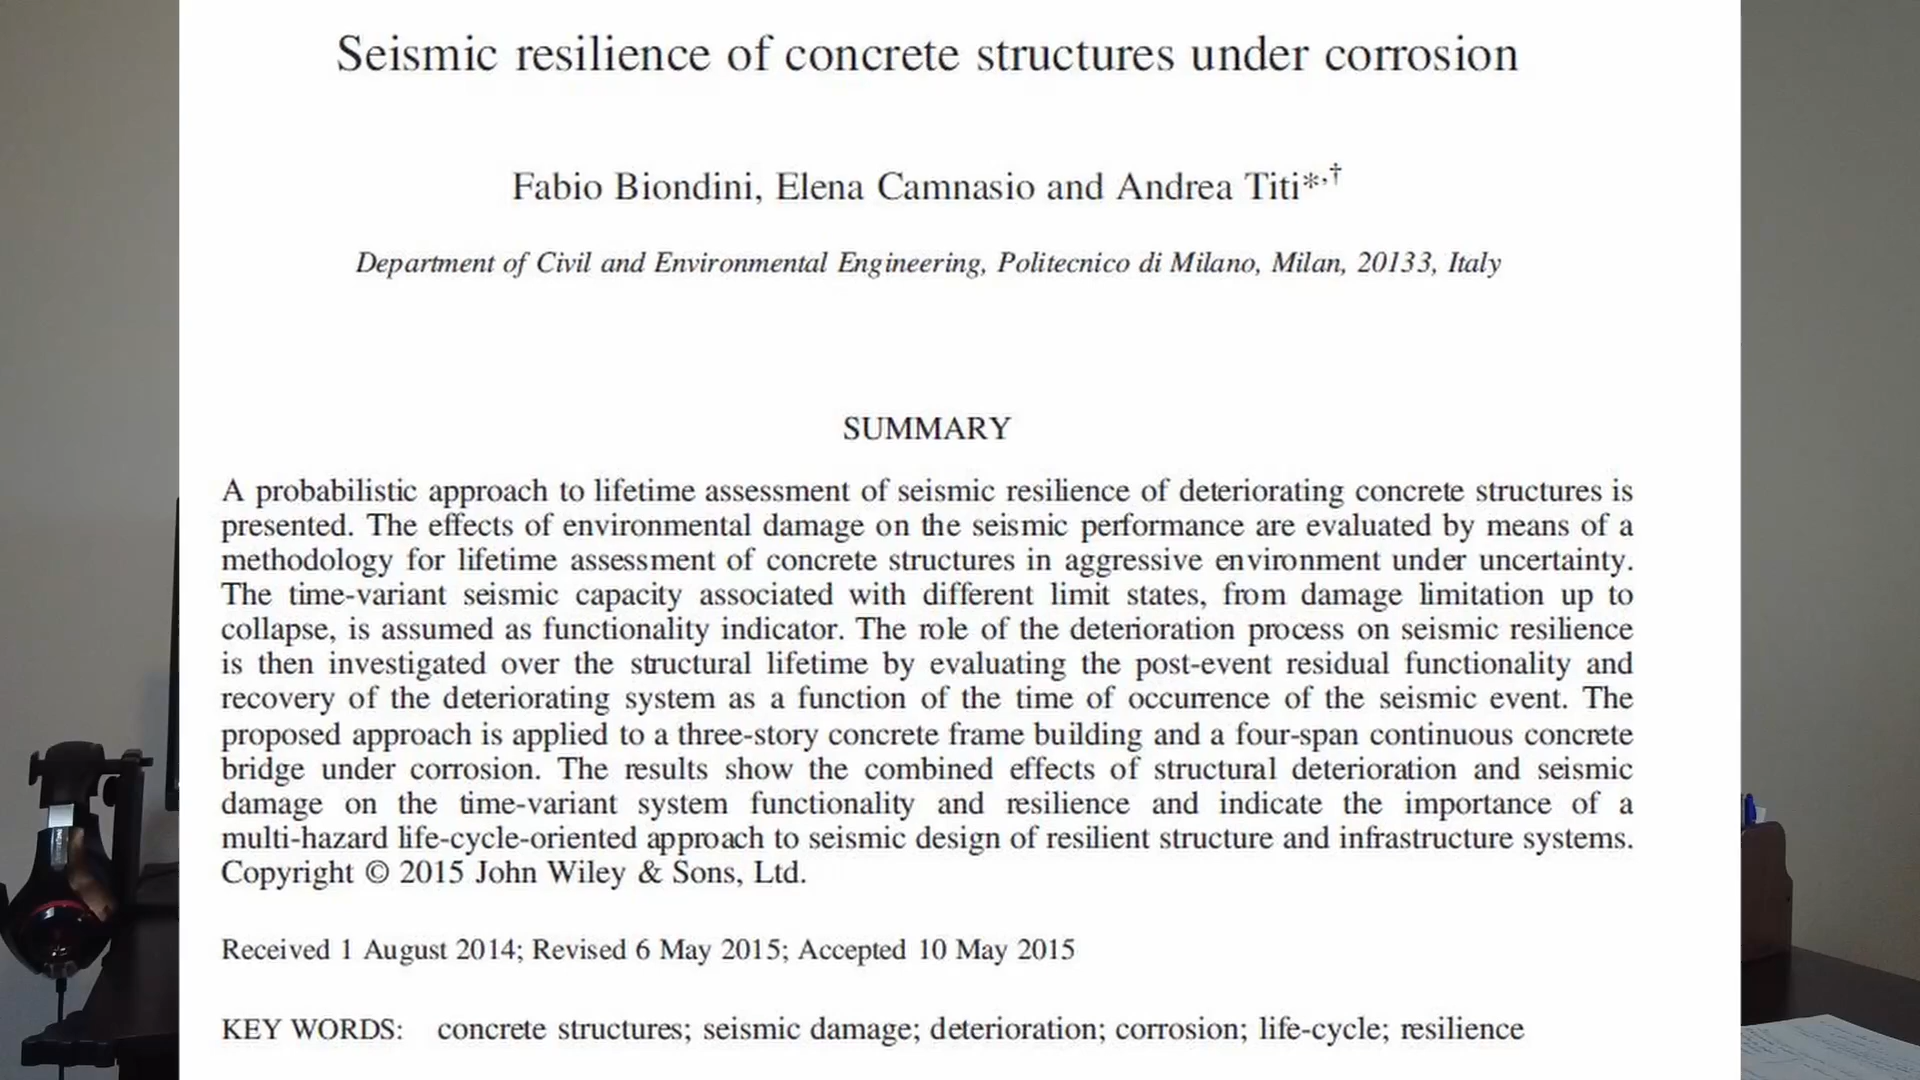 Seismic resilience of concrete structures under corrosion
Fabio Biondini, Elena Camnasio and Andrea Titi*,†
Department of Civil and Environmental Engineering, Politecnico di Milano, Milan, 20133, Italy
SUMMARY
A probabilistic approach to lifetime assessment of seismic resilience of deteriorating concrete structures is
presented. The effects of environmental damage on the seismic performance are evaluated by means of a
methodology for lifetime assessment of concrete structures in aggressive environment under uncertainty.
The time-variant seismic capacity associated with different limit states, from damage limitation up to
collapse, is assumed as functionality indicator. The role of the deterioration process on seismic resilience
is then investigated over the structural lifetime by evaluating the post-event residual functionality and
recovery of the deteriorating system as a function of the time of occurrence of the seismic event. The
proposed approach is applied to a three-story concrete frame building and a four-span continuous concrete
bridge under corrosion. The results show the combined effects of structural deterioration and seismic
damage on the time-variant system functionality and resilience and indicate the importance of a
multi-hazard life-cycle-oriented approach to seismic design of resilient structure and infrastructure systems.
Copyright © 2015 John Wiley & Sons, Ltd.
Received 1 August 2014; Revised 6 May 2015; Accepted 10 May 2015
KEY WORDS: concrete structures; seismic damage; deterioration; corrosion; life-cycle; resilience